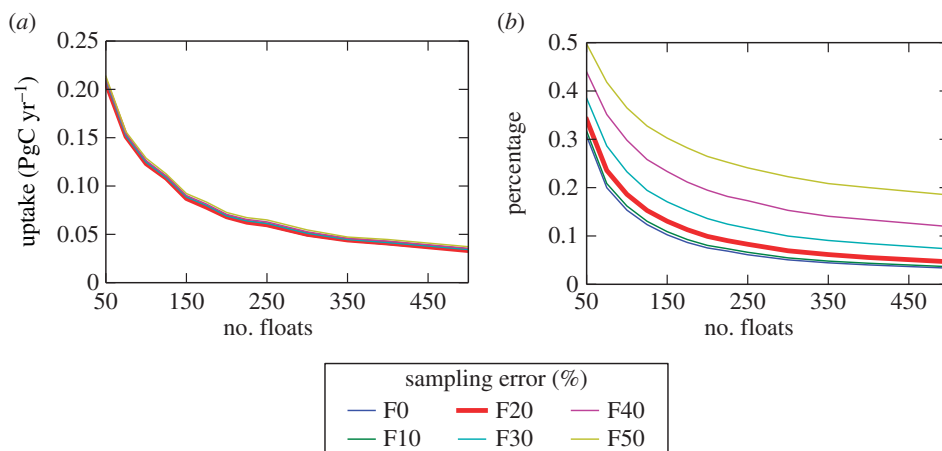 (a)
0.25
0.20
0.15
0.10
0.05
0
uptake (PgC yr⁻¹)
50 150 250 350 450
no. floats
(b)
0.5
0.4
0.3
0.2
0.1
0
percentage
50 150 250 350 450
no. floats
sampling error (%)
F0 F20 F40
F10 F30 F50